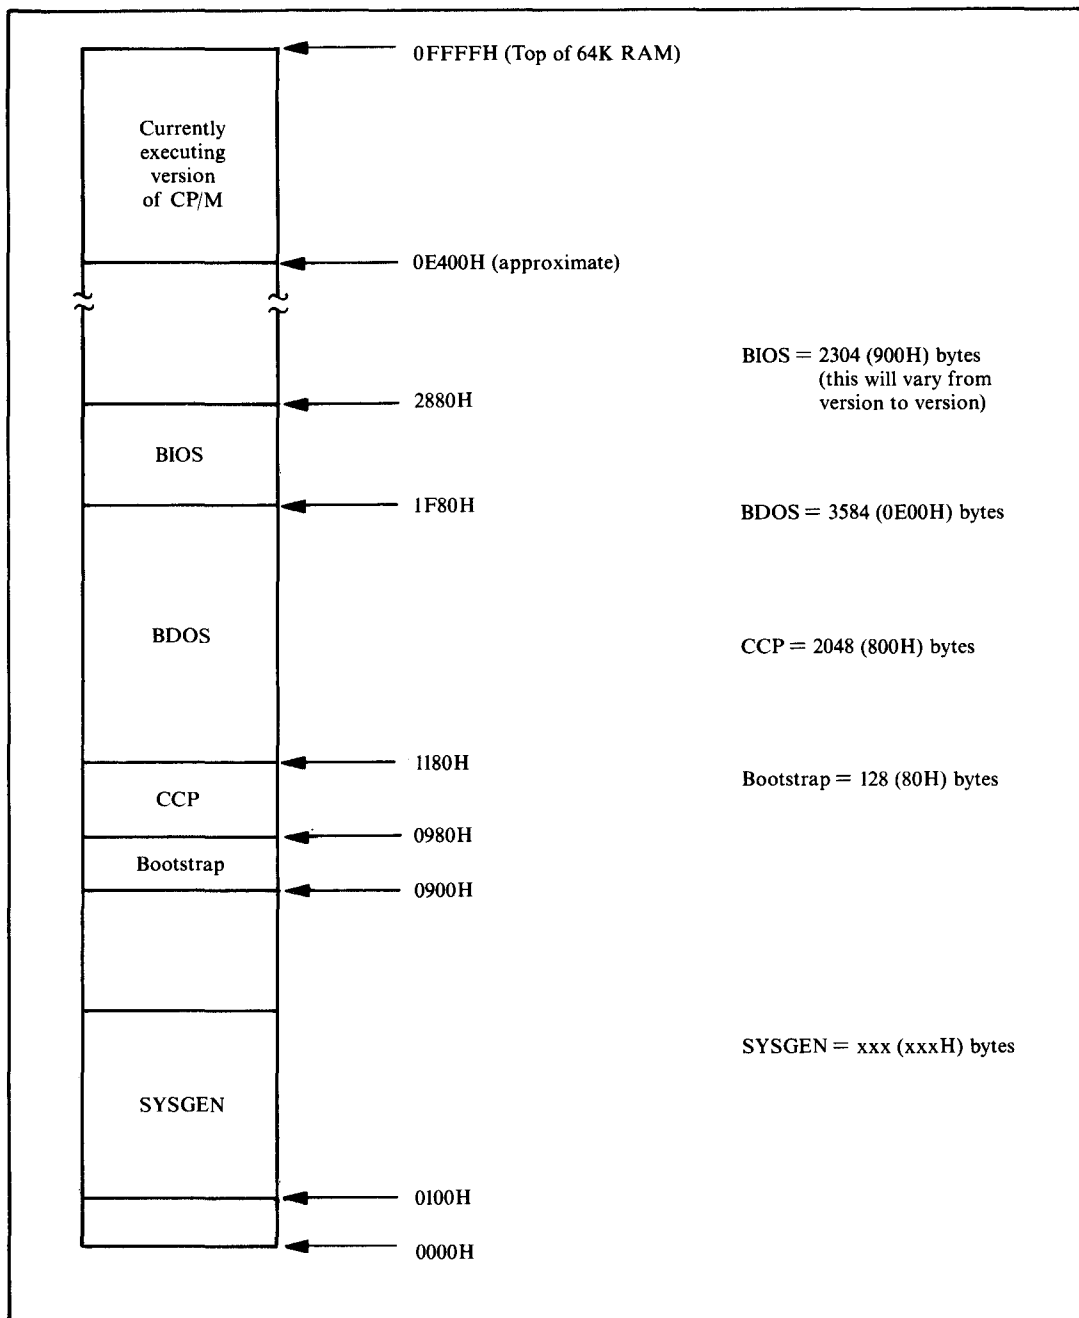 0FFFFH (Top of 64K RAM)
Currently
executing
version
of CP/M
0E400H (approximate)
BIOS = 2304 (900H) bytes
(this will vary from
version to version)
2880H
BIOS
1F80H
BDOS = 3584 (0E00H) bytes
BDOS
CCP = 2048 (800H) bytes
1180H
Bootstrap = 128 (80H) bytes
CCP
0980H
Bootstrap
0900H
SYSGEN = xxx (xxxH) bytes
SYSGEN
0100H
0000H